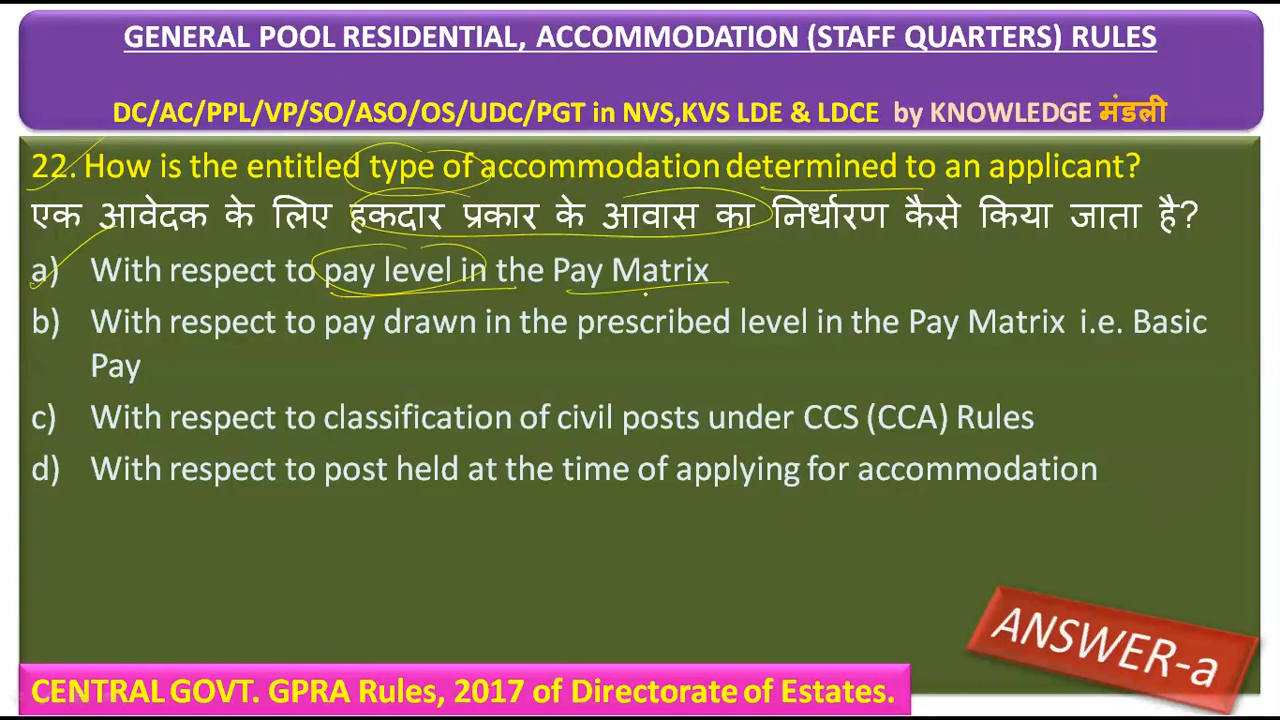 GENERAL POOL RESIDENTIAL, ACCOMMODATION (STAFF QUARTERS) RULES
DC/AC/PPL/VP/SO/ASO/OS/UDC/PGT in NVS,KVS LDE & LDCE by KNOWLEDGE मंडली
22. How is the entitled type of accommodation determined to an applicant?
एक आवेदक के लिए हकदार प्रकार के आवास का निर्धारण कैसे किया जाता है?
a) With respect to pay level in the Pay Matrix
b) With respect to pay drawn in the prescribed level in the Pay Matrix i.e. Basic
Pay
c) With respect to classification of civil posts under CCS (CCA) Rules
d) With respect to post held at the time of applying for accommodation
ANSWER-a
CENTRAL GOVT. GPRA Rules, 2017 of Directorate of Estates.